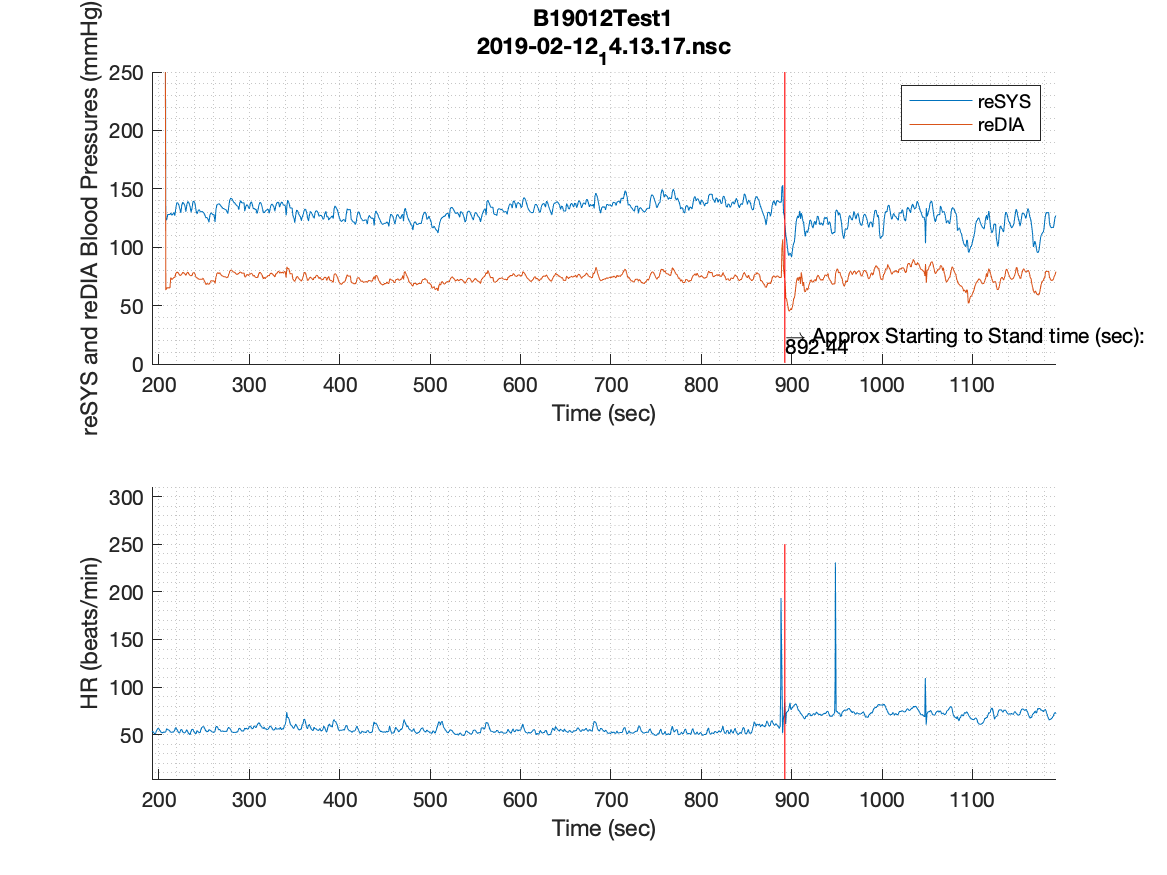 B19012Test1
2019-02-12₁4.13.17.nsc
reSYS and reDIA Blood Pressures (mmHg)
250
200
150
100
50
0
reSYS
reDIA
→ Approx Starting to Stand time (sec):
892.44
200 300 400 500 600 700 800 900 1000 1100
Time (sec)
HR (beats/min)
300
250
200
150
100
50
200 300 400 500 600 700 800 900 1000 1100
Time (sec)